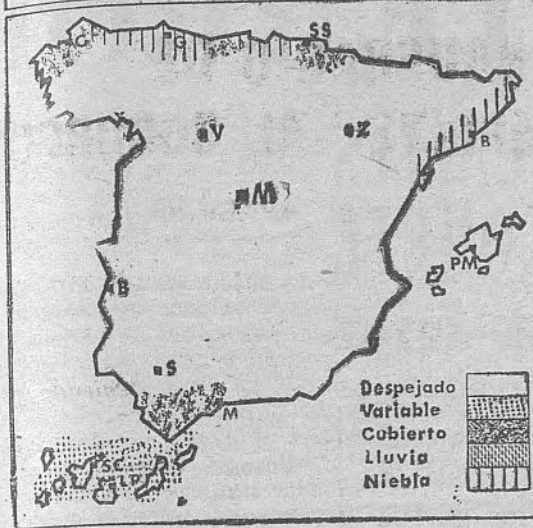 SS
C
G
V
Z
B
M
PM
B
S
M
SC
LP
Despejado
Variable
Cubierto
Lluvia
Niebla